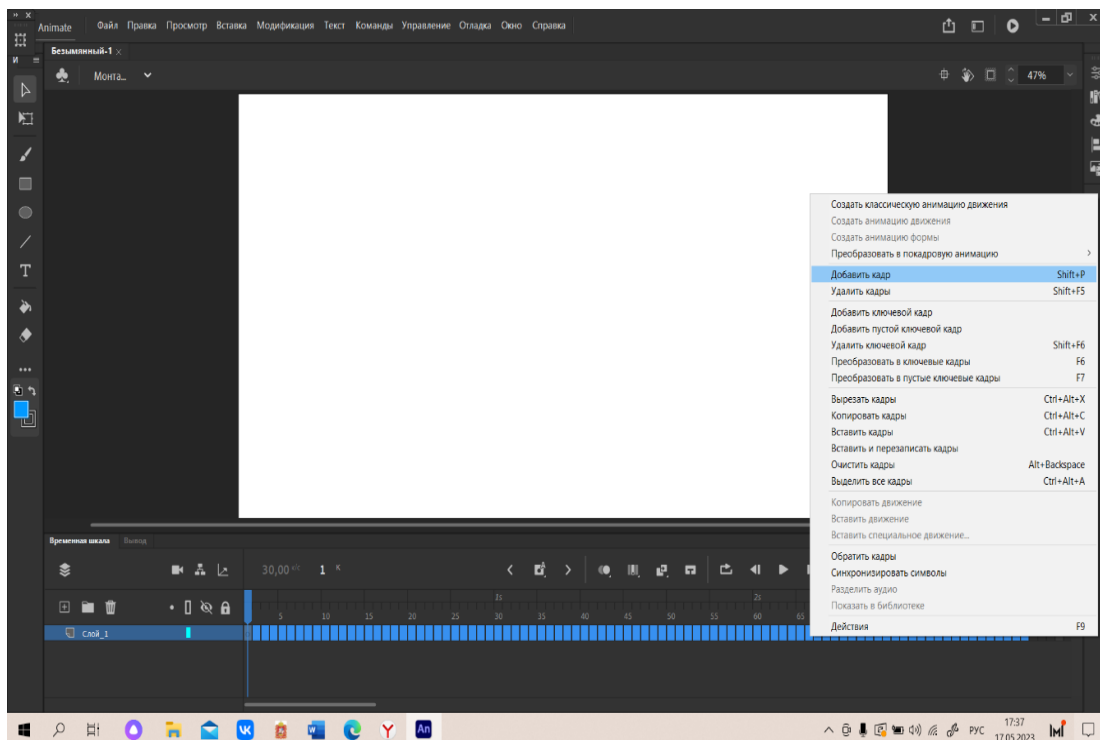 Animate Файл Правка Просмотр Вставка Модификация Текст Команды Управление Отладка Окно Справка
Безымянный-1 ×
И
Монта...
47%
T
Создать классическую анимацию движения
Создать анимацию движения
Создать анимацию формы
Преобразовать в покадровую анимацию
Добавить кадр Shift+P
Удалить кадры Shift+F5
Добавить ключевой кадр
Добавить пустой ключевой кадр
Удалить ключевой кадр Shift+F6
Преобразовать в ключевые кадры F6
Преобразовать в пустые ключевые кадры F7
Вырезать кадры Ctrl+Alt+X
Копировать кадры Ctrl+Alt+C
Вставить кадры Ctrl+Alt+V
Вставить и перезаписать кадры
Очистить кадры Alt+Backspace
Выделить все кадры Ctrl+Alt+A
Копировать движение
Вставить движение
Вставить специальное движение...
Обратить кадры
Синхронизировать символы
Разделить аудио
Показать в библиотеке
Действия F9
Временная шкала Вывод
30,00 к/с 1 К
1s 2s
5 10 15 20 25 30 35 40 45 50 55 60 65
Слой_1
An РУС 17:37
17.05.2023